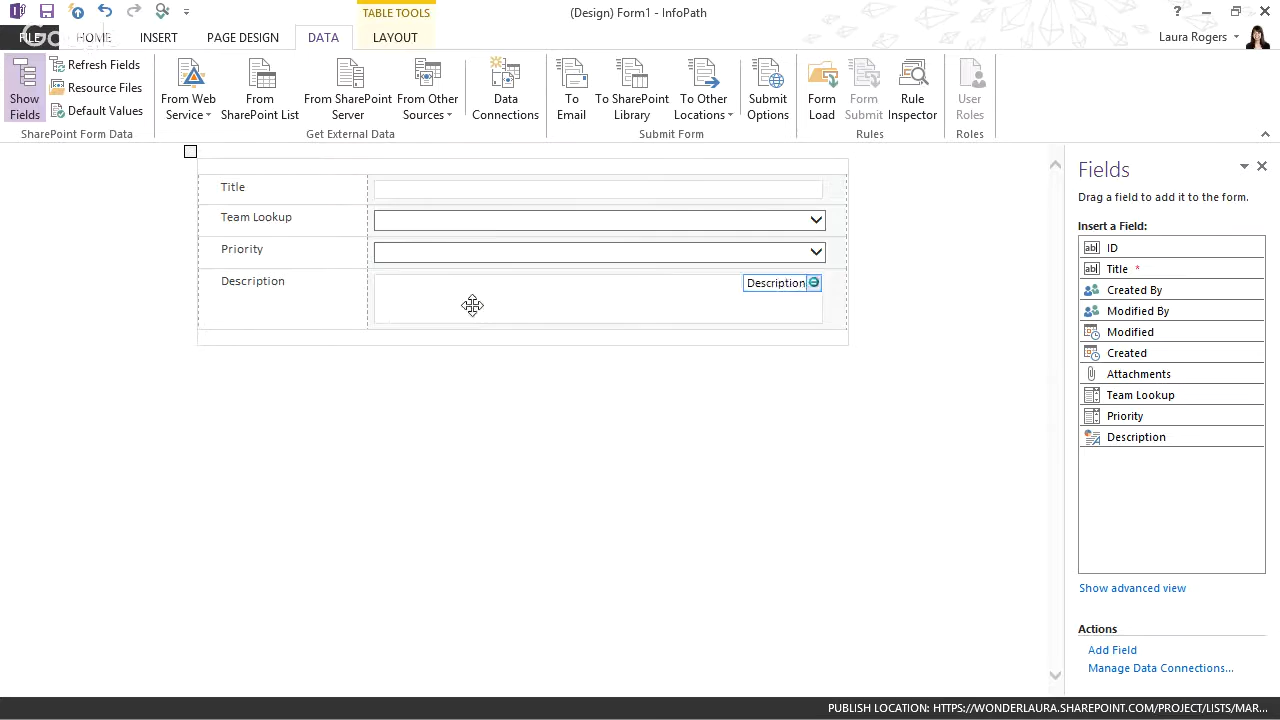 TABLE TOOLS
(Design) Form1 - InfoPath
?
FILE
HOME
INSERT
PAGE DESIGN
DATA
LAYOUT
Laura Rogers
Show Fields
Refresh Fields
Resource Files
Default Values
SharePoint Form Data
From Web Service
From SharePoint List
From SharePoint Server
From Other Sources
Data Connections
Get External Data
To Email
To SharePoint Library
To Other Locations
Submit Options
Submit Form
Form Load
Form Submit
Rule Inspector
Rules
User Roles
Roles
Title
Team Lookup
Priority
Description
Description
Fields
Drag a field to add it to the form.
Insert a Field:
ID
Title *
Created By
Modified By
Modified
Created
Attachments
Team Lookup
Priority
Description
Show advanced view
Actions
Add Field
Manage Data Connections...
PUBLISH LOCATION: HTTPS://WONDERLAURA.SHAREPOINT.COM/PROJECT/LISTS/MAR...